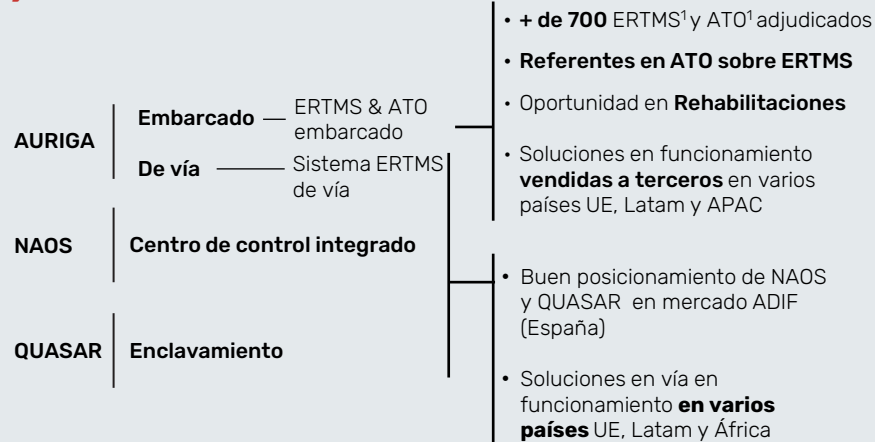 AURIGA
Embarcado
ERTMS & ATO
embarcado
De vía
Sistema ERTMS
de vía
NAOS
Centro de control integrado
QUASAR
Enclavamiento
• + de 700 ERTMS¹ y ATO¹ adjudicados
• Referentes en ATO sobre ERTMS
• Oportunidad en Rehabilitaciones
• Soluciones en funcionamiento
vendidas a terceros en varios
países UE, Latam y APAC
• Buen posicionamiento de NAOS
y QUASAR en mercado ADIF
(España)
• Soluciones en vía en
funcionamiento en varios
países UE, Latam y África